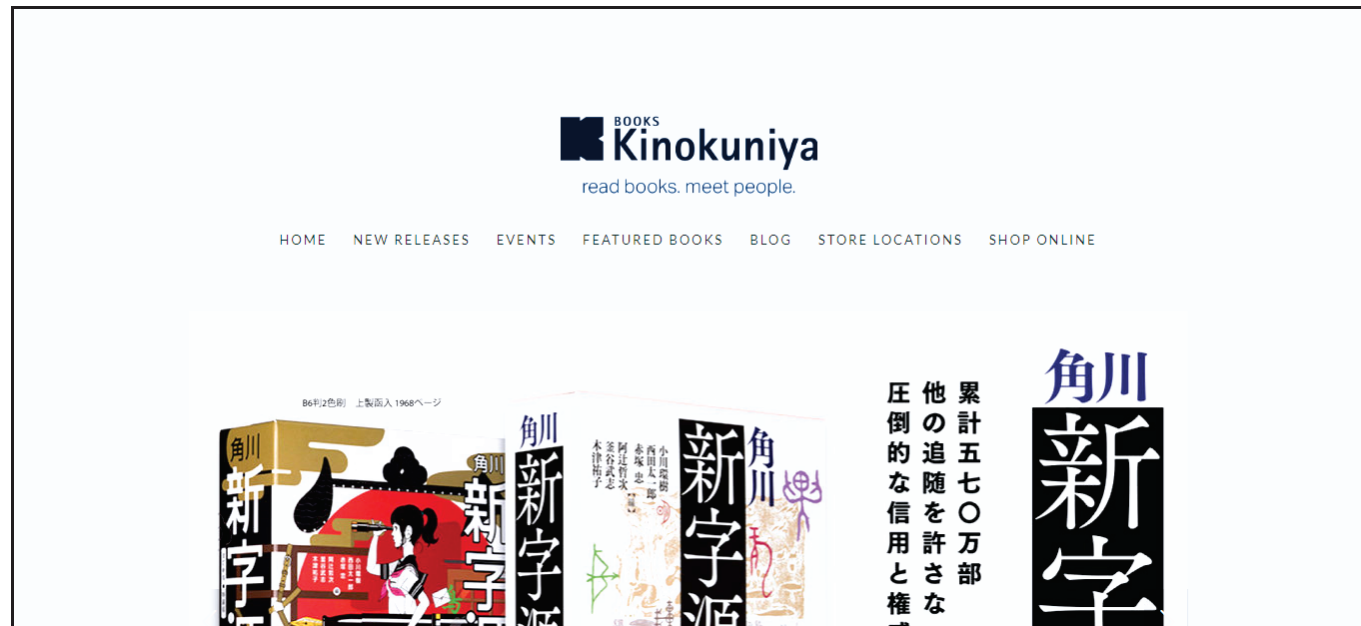 BOOKS
Kinokuniya
read books. meet people.
HOME NEW RELEASES EVENTS FEATURED BOOKS BLOG STORE LOCATIONS SHOP ONLINE
B6判2色刷 上製函入 1968ページ
角川
新字
角川
新字
角川
新字源
小川環樹
西田太一郎
赤塚 忠
阿辻哲次
釜谷武志
木津祐子
新字源
角川
累計五七〇万部
他の追随を許さな
圧倒的な信用と権
角川
新字